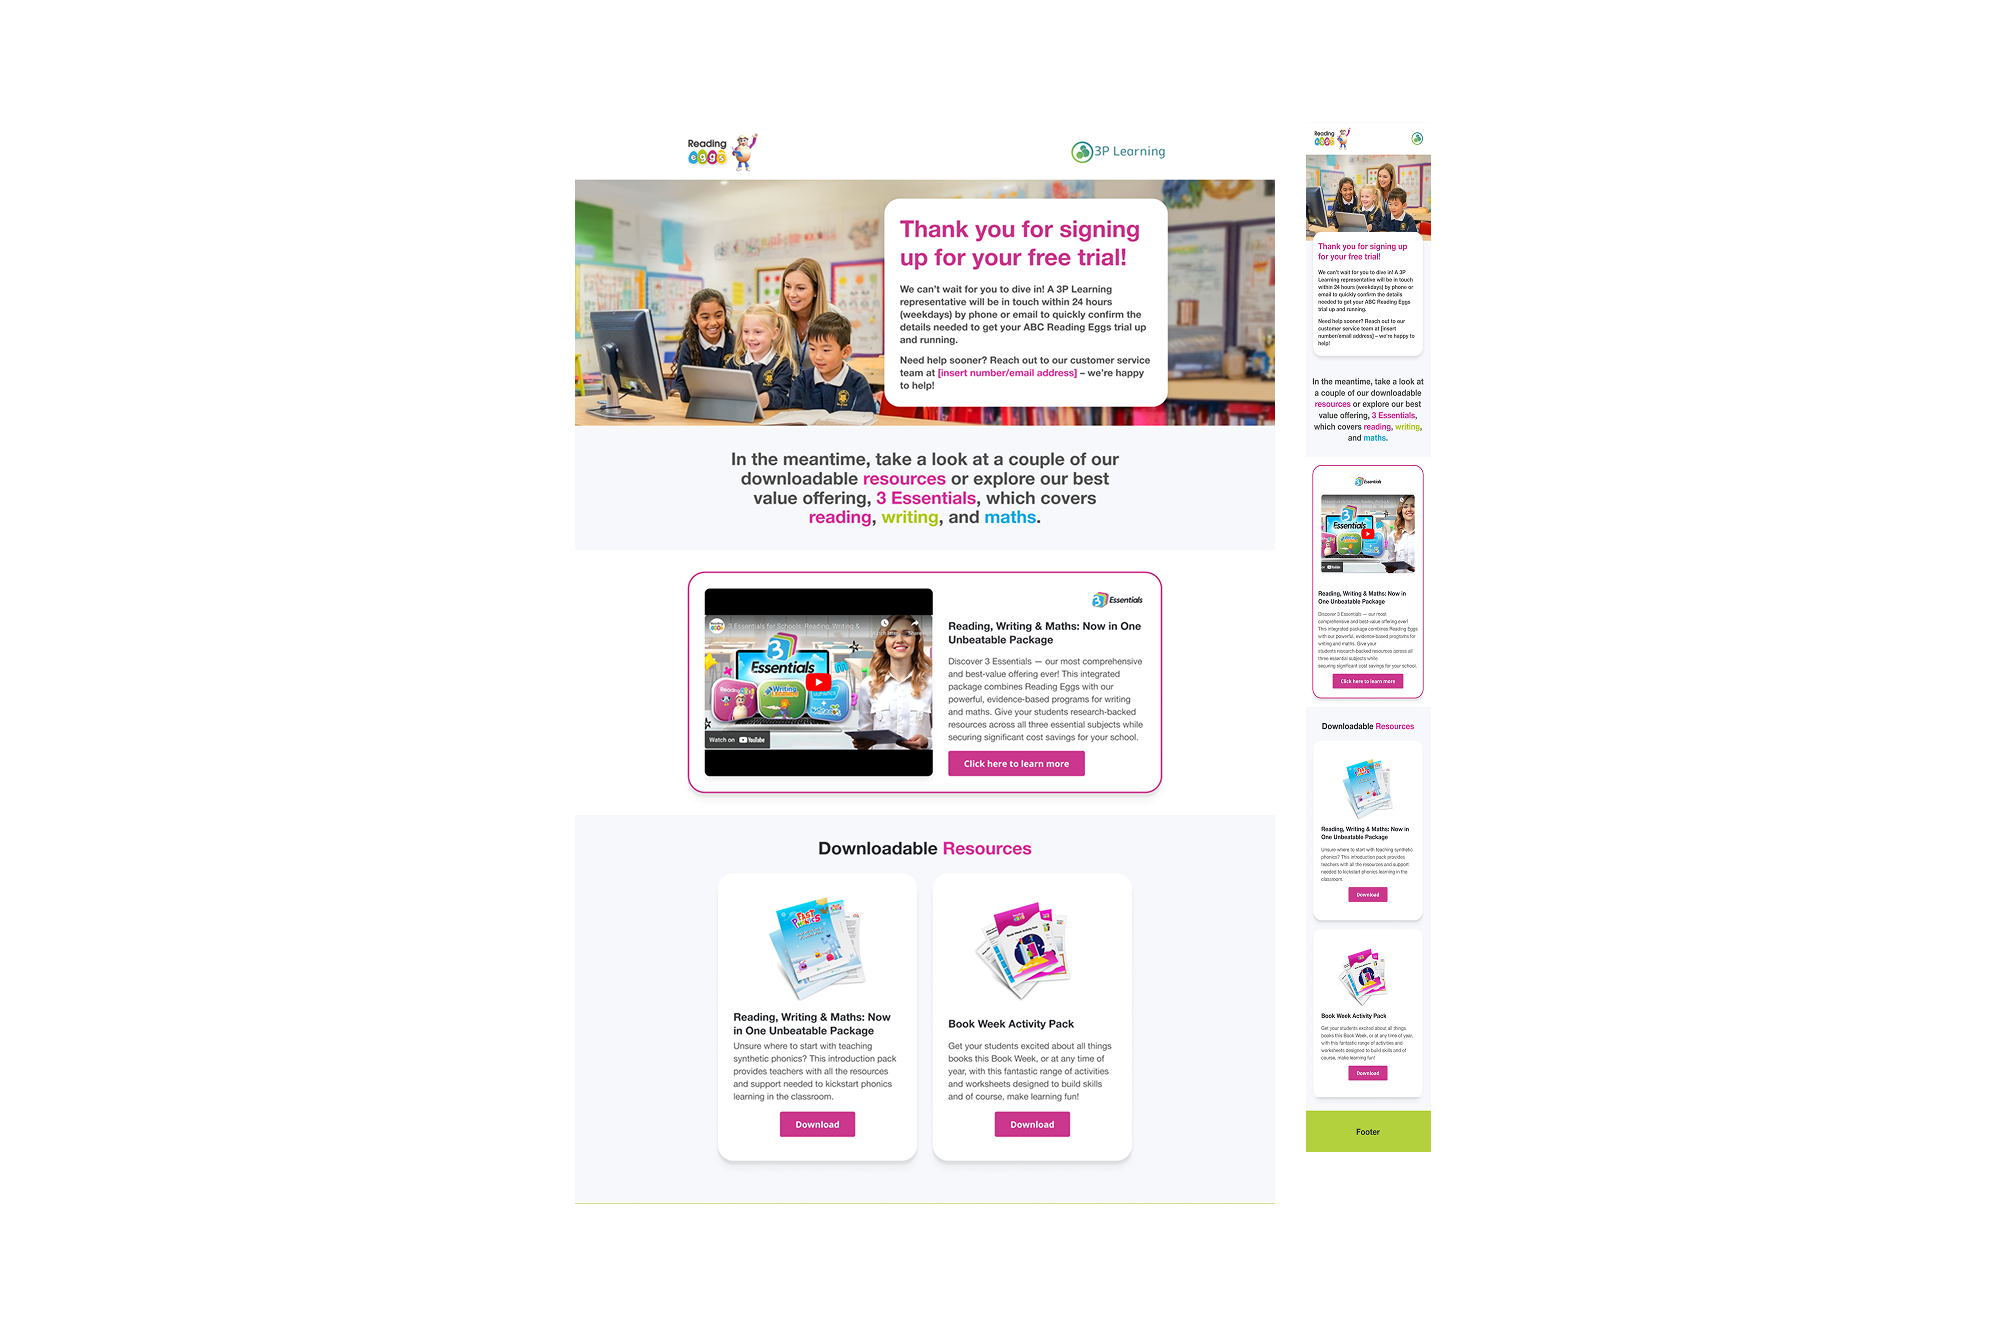 Reading
eggs
3P Learning
Thank you for signing
up for your free trial!
We can't wait for you to dive in! A 3P Learning
representative will be in touch within 24 hours
(weekdays) by phone or email to quickly confirm the
details needed to get your ABC Reading Eggs trial up
and running.
Need help sooner? Reach out to our customer service
team at [insert number/email address] – we're happy
to help!
In the meantime, take a look at a couple of our
downloadable resources or explore our best
value offering, 3 Essentials, which covers
reading, writing, and maths.
3 Essentials for Schools: Reading, Writing &
3
Essentials
Writing
Watch on YouTube
3 Essentials
Reading, Writing & Maths: Now in One
Unbeatable Package
Discover 3 Essentials — our most comprehensive
and best-value offering ever! This integrated
package combines Reading Eggs with our
powerful, evidence-based programs for writing
and maths. Give your students research-backed
resources across all three essential subjects while
securing significant cost savings for your school.
Click here to learn more
Downloadable Resources
FAST
PHONICS
Reading, Writing & Maths: Now
in One Unbeatable Package
Unsure where to start with teaching
synthetic phonics? This introduction pack
provides teachers with all the resources
and support needed to kickstart phonics
learning in the classroom.
Download
Book Week Activity Pack
Book Week Activity Pack
Get your students excited about all things
books this Book Week, or at any time of
year, with this fantastic range of activities
and worksheets designed to build skills
and of course, make learning fun!
Download
Reading
eggs
Thank you for signing up
for your free trial!
We can't wait for you to dive in! A 3P
Learning representative will be in touch
within 24 hours (weekdays) by phone or
email to quickly confirm the details
needed to get your ABC Reading Eggs
trial up and running.
Need help sooner? Reach out to our
customer service team at [insert
number/email address] – we're happy to
help!
In the meantime, take a look at
a couple of our downloadable
resources or explore our best
value offering, 3 Essentials,
which covers reading, writing,
and maths.
3 Essentials
3
Essentials
YouTube
Reading, Writing & Maths: Now in
One Unbeatable Package
Discover 3 Essentials — our most
comprehensive and best-value offering ever!
This integrated package combines Reading Eggs
with our powerful, evidence-based programs for
writing and maths. Give your
students research-backed resources across all
three essential subjects while
securing significant cost savings for your school.
Click here to learn more
Downloadable Resources
Reading, Writing & Maths: Now in
One Unbeatable Package
Unsure where to start with teaching synthetic
phonics? This introduction pack provides
teachers with all the resources and support
needed to kickstart phonics learning in the
classroom.
Download
Book Week Activity Pack
Get your students excited about all things
books this Book Week, or at any time of year,
with this fantastic range of activities and
worksheets designed to build skills and of
course, make learning fun!
Download
Footer